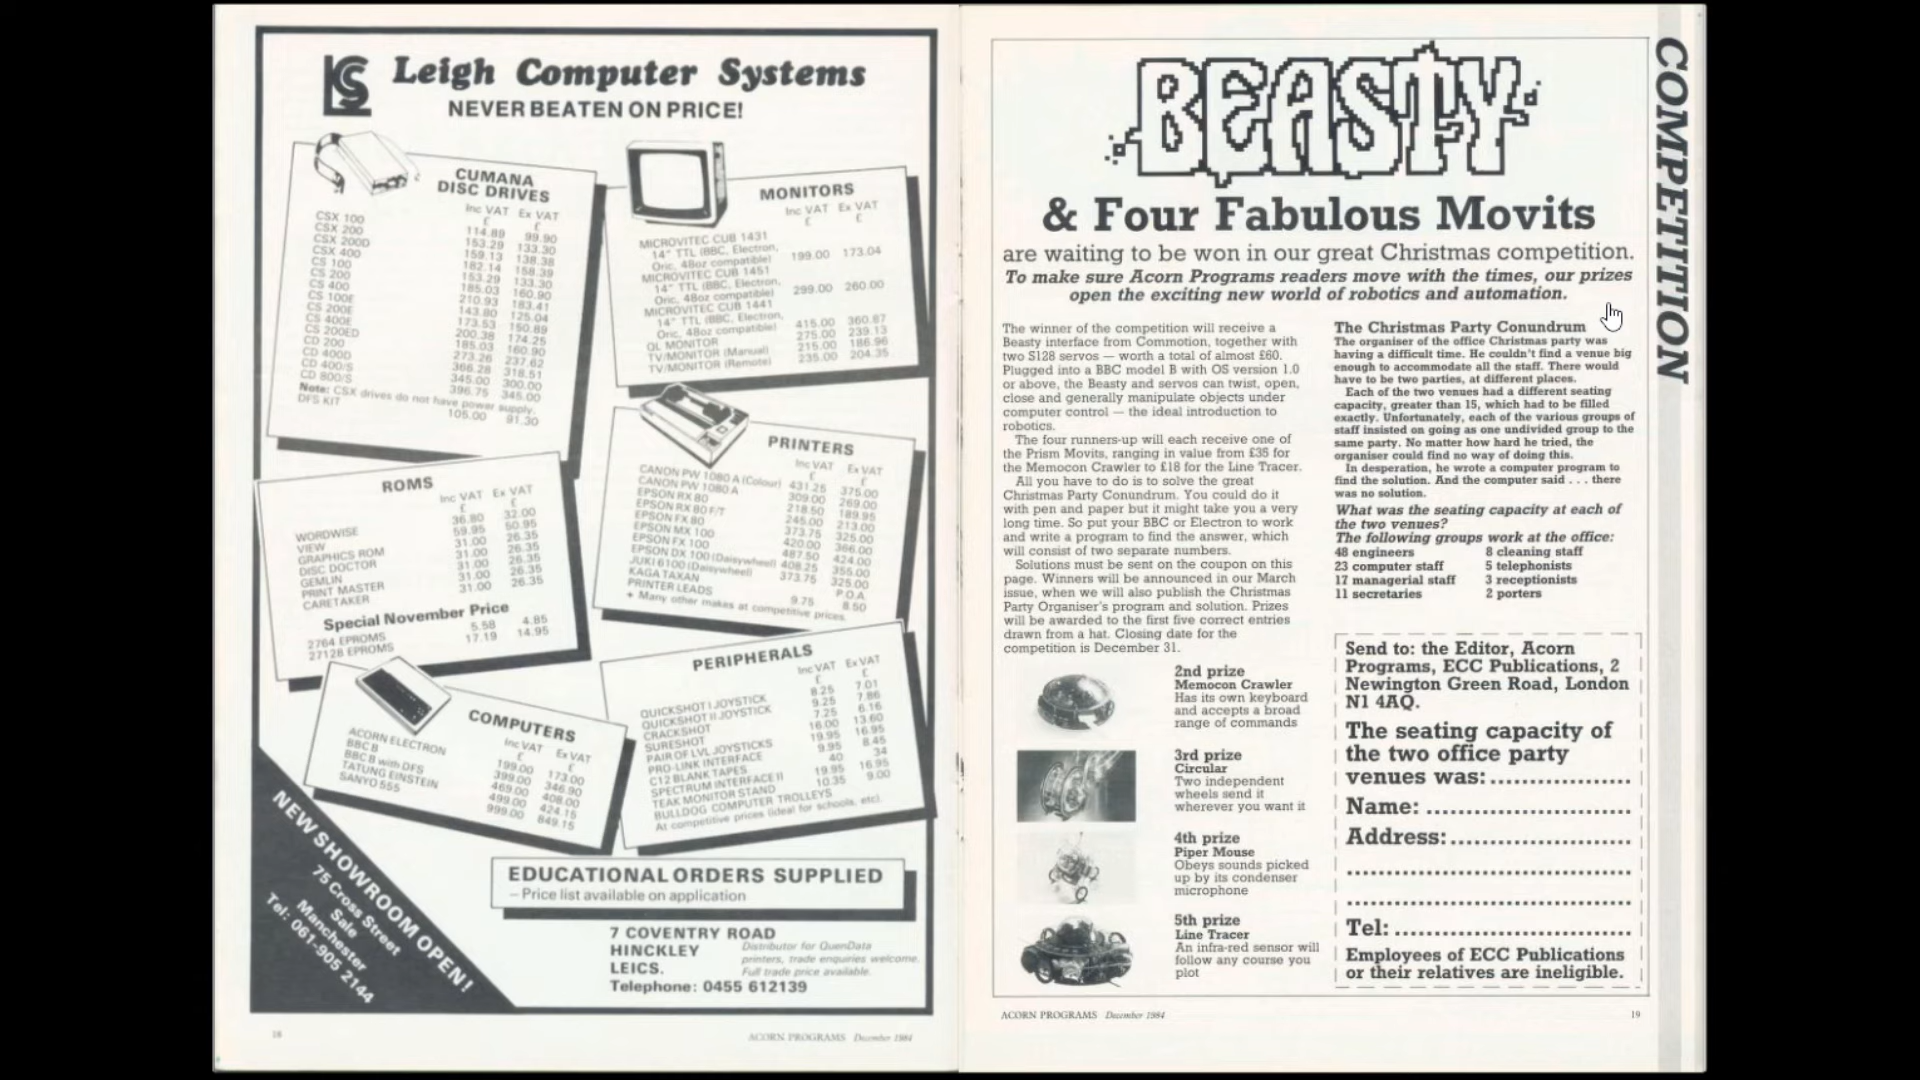 LCS Leigh Computer Systems
NEVER BEATEN ON PRICE!
CUMANA
DISC DRIVES
Inc VAT Ex VAT
£ £
CSX 100 114.89 99.90
CSX 200 153.29 133.30
CSX 200D 159.13 138.38
CSX 400 182.14 158.39
CS 100 153.29 133.30
CS 200 185.03 160.90
CS 400 210.93 183.41
CS 100E 143.80 125.04
CS 200E 173.53 150.89
CS 400E 200.38 174.25
CS 200ED 185.03 160.90
CD 200 273.26 237.62
CD 400D 366.28 318.51
CD 400/S 345.00 300.00
CD 800/S 396.75 345.00
Note: CSX drives do not have power supply.
DFS KIT 105.00 91.30
MONITORS
Inc VAT Ex VAT
£ £
MICROVITEC CUB 1431
14" TTL (BBC, Electron,
Oric, 48oz compatible) 199.00 173.04
MICROVITEC CUB 1451
14" TTL (BBC, Electron,
Oric, 48oz compatible) 299.00 260.00
MICROVITEC CUB 1441
14" TTL (BBC, Electron,
Oric, 48oz compatible) 415.00 360.87
QL MONITOR 275.00 239.13
TV/MONITOR (Manual) 215.00 186.96
TV/MONITOR (Remote) 235.00 204.35
ROMS
Inc VAT Ex VAT
£
WORDWISE 36.80 32.00
VIEW 59.95 50.95
GRAPHICS ROM 31.00 26.35
DISC DOCTOR 31.00 26.35
GEMLIN 31.00 26.35
PRINT MASTER 31.00 26.35
CARETAKER 31.00 26.35
Special November Price
2764 EPROMS 5.58 4.85
27128 EPROMS 17.19 14.95
PRINTERS
Inc VAT Ex VAT
£ £
CANON PW 1080 A (Colour) 431.25 375.00
CANON PW 1080 A 309.00 269.00
EPSON RX 80 218.50 189.95
EPSON RX 80 F/T 245.00 213.00
EPSON FX 80 373.75 325.00
EPSON MX 100 420.00 366.00
EPSON FX 100 487.50 424.00
EPSON DX 100 (Daisywheel) 408.25 355.00
JUKI 6100 (Daisywheel) 373.75 325.00
KAGA TAXAN P.O.A.
PRINTER LEADS 9.75 8.50
+ Many other makes at competitive prices.
COMPUTERS
Inc VAT Ex VAT
£ £
ACORN ELECTRON 199.00 173.00
BBC B 399.00 346.90
BBC B with DFS 469.00 408.00
TATUNG EINSTEIN 499.00 424.15
SANYO 555 999.00 849.15
PERIPHERALS
Inc VAT Ex VAT
£ £
QUICKSHOT I JOYSTICK 8.25 7.01
QUICKSHOT II JOYSTICK 9.25 7.86
CRACKSHOT 7.25 6.16
SURESHOT 16.00 13.60
PAIR OF LVL JOYSTICKS 19.95 16.95
PRO-LINK INTERFACE 9.95 8.45
C12 BLANK TAPES 40 34
SPECTRUM INTERFACE II 19.95 16.95
TEAK MONITOR STAND 10.35 9.00
BULLDOG COMPUTER TROLLEYS
At competitive prices (ideal for schools, etc).
NEW SHOWROOM OPEN!
75 Cross Street
Sale
Manchester
Tel: 061-905 2144
EDUCATIONAL ORDERS SUPPLIED
– Price list available on application
7 COVENTRY ROAD
HINCKLEY
LEICS.
Telephone: 0455 612139
Distributor for QuenData
printers, trade enquiries welcome.
Full trade price available.
18
ACORN PROGRAMS December 1984
COMPETITION
BEASTY
& Four Fabulous Movits
are waiting to be won in our great Christmas competition.
To make sure Acorn Programs readers move with the times, our prizes
open the exciting new world of robotics and automation.
The winner of the competition will receive a
Beasty interface from Commotion, together with
two S128 servos — worth a total of almost £60.
Plugged into a BBC model B with OS version 1.0
or above, the Beasty and servos can twist, open,
close and generally manipulate objects under
computer control — the ideal introduction to
robotics.
The four runners-up will each receive one of
the Prism Movits, ranging in value from £35 for
the Memocon Crawler to £18 for the Line Tracer.
All you have to do is to solve the great
Christmas Party Conundrum. You could do it
with pen and paper but it might take you a very
long time. So put your BBC or Electron to work
and write a program to find the answer, which
will consist of two separate numbers.
Solutions must be sent on the coupon on this
page. Winners will be announced in our March
issue, when we will also publish the Christmas
Party Organiser's program and solution. Prizes
will be awarded to the first five correct entries
drawn from a hat. Closing date for the
competition is December 31.
2nd prize
Memocon Crawler
Has its own keyboard
and accepts a broad
range of commands
3rd prize
Circular
Two independent
wheels send it
wherever you want it
4th prize
Piper Mouse
Obeys sounds picked
up by its condenser
microphone
5th prize
Line Tracer
An infra-red sensor will
follow any course you
plot
The Christmas Party Conundrum
The organiser of the office Christmas party was
having a difficult time. He couldn't find a venue big
enough to accommodate all the staff. There would
have to be two parties, at different places.
Each of the two venues had a different seating
capacity, greater than 15, which had to be filled
exactly. Unfortunately, each of the various groups of
staff insisted on going as one undivided group to the
same party. No matter how hard he tried, the
organiser could find no way of doing this.
In desperation, he wrote a computer program to
find the solution. And the computer said . . . there
was no solution.
What was the seating capacity at each of
the two venues?
The following groups work at the office:
48 engineers 8 cleaning staff
23 computer staff 5 telephonists
17 managerial staff 3 receptionists
11 secretaries 2 porters
Send to: the Editor, Acorn
Programs, ECC Publications, 2
Newington Green Road, London
N1 4AQ.
The seating capacity of
the two office party
venues was:
Name:
Address:
Tel:
Employees of ECC Publications
or their relatives are ineligible.
ACORN PROGRAMS December 1984
19